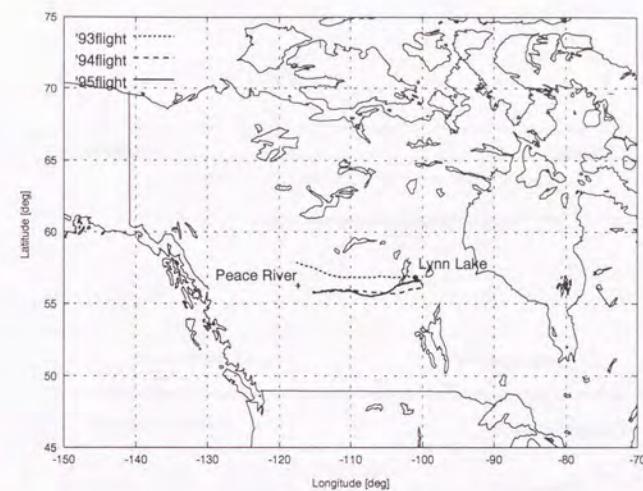 75
70
65
60
55
50
45
'93flight
'94flight
'95flight
Latitude [deg]
Peace River
Lynn Lake
-150 -140 -130 -120 -110 -100 -90 -80 -70
Longitude [deg]